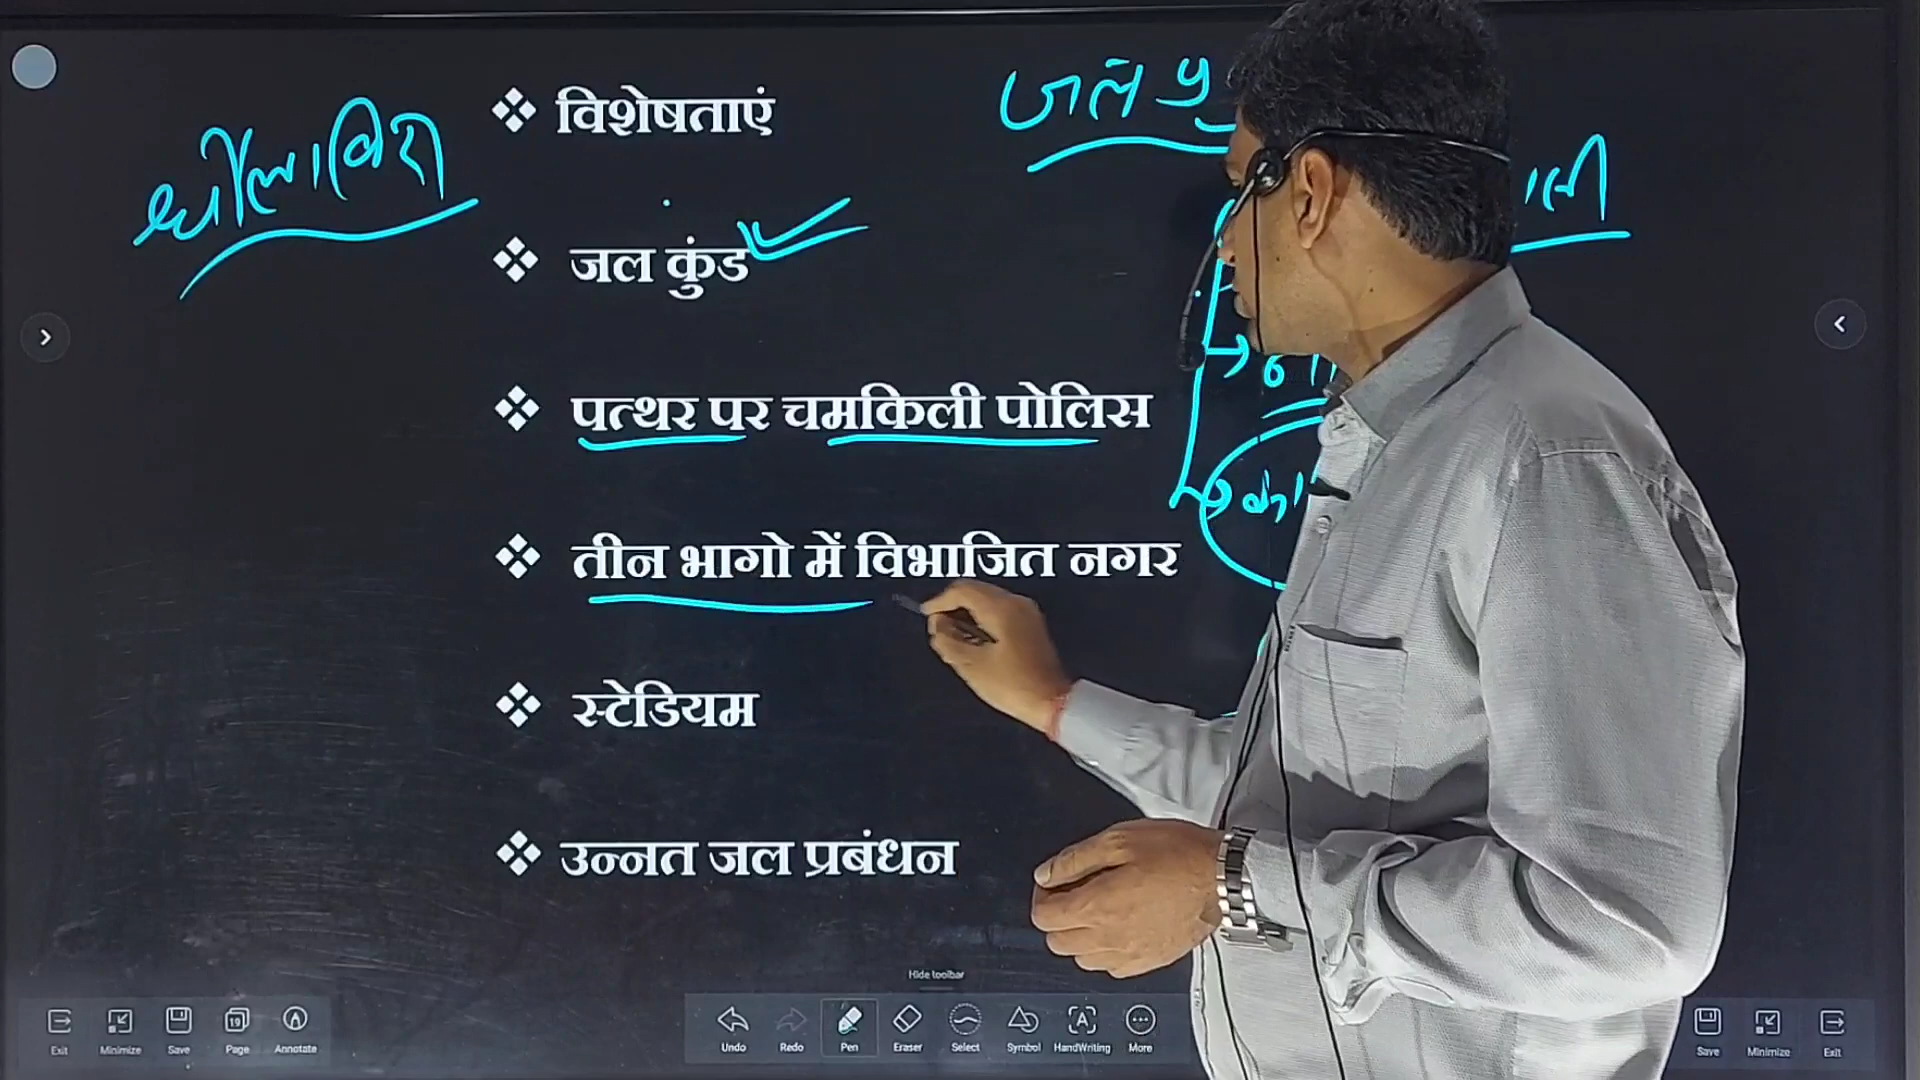 विशेषताएं
धौलाविरा
जल प्र
जल कुंड
पत्थर पर चमकिली पोलिस
तीन भागो में विभाजित नगर
स्टेडियम
उन्नत जल प्रबंधन
Hide toolbar
Exit Minimize Save Page Annotate
Undo Redo Pen Eraser Select Symbol HandWriting More
Save Minimize Exit